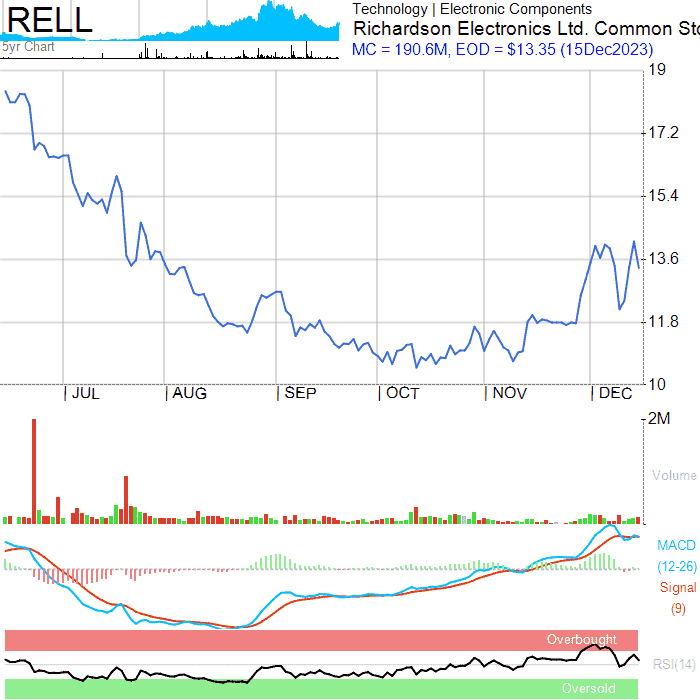 RELL
5yr Chart
Technology | Electronic Components
Richardson Electronics Ltd. Common Sto
MC = 190.6M, EOD = $13.35 (15Dec2023)
19
17.2
15.4
13.6
11.8
10
JUL
AUG
SEP
OCT
NOV
DEC
2M
Volume
MACD
(12-26)
Signal
(9)
Overbought
RSI(14)
Oversold